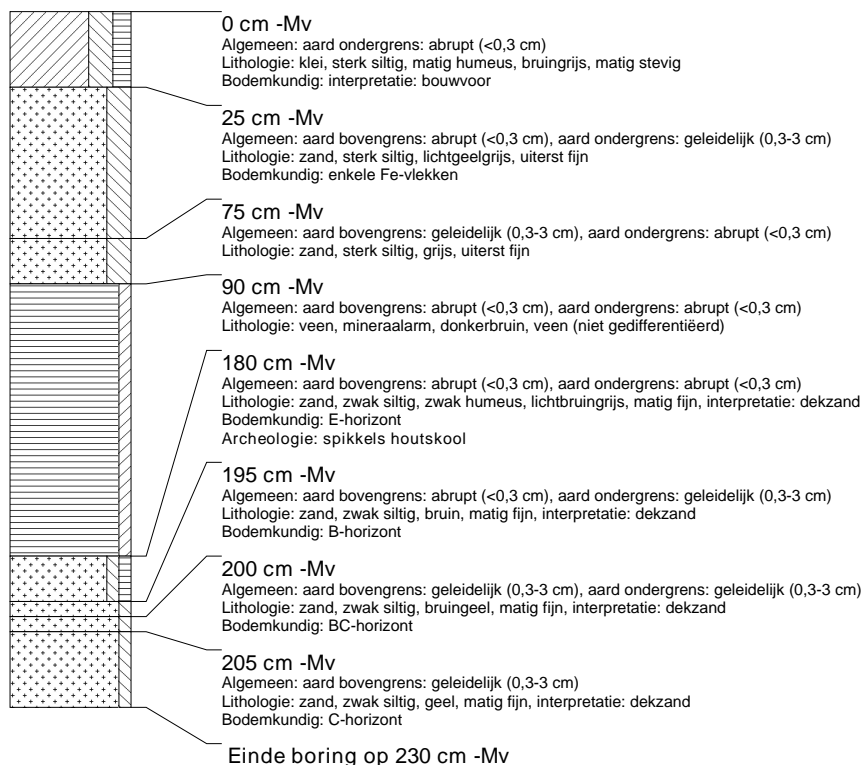 0 cm -Mv
Algemeen: aard ondergrens: abrupt (<0,3 cm)
Lithologie: klei, sterk siltig, matig humeus, bruingrijs, matig stevig
Bodemkundig: interpretatie: bouwvoor
25 cm -Mv
Algemeen: aard bovengrens: abrupt (<0,3 cm), aard ondergrens: geleidelijk (0,3-3 cm)
Lithologie: zand, sterk siltig, lichtgeelgrijs, uiterst fijn
Bodemkundig: enkele Fe-vlekken
75 cm -Mv
Algemeen: aard bovengrens: geleidelijk (0,3-3 cm), aard ondergrens: abrupt (<0,3 cm)
Lithologie: zand, sterk siltig, grijs, uiterst fijn
90 cm -Mv
Algemeen: aard bovengrens: abrupt (<0,3 cm), aard ondergrens: abrupt (<0,3 cm)
Lithologie: veen, mineraalarm, donkerbruin, veen (niet gedifferentiëerd)
180 cm -Mv
Algemeen: aard bovengrens: abrupt (<0,3 cm), aard ondergrens: abrupt (<0,3 cm)
Lithologie: zand, zwak siltig, zwak humeus, lichtbruingrijs, matig fijn, interpretatie: dekzand
Bodemkundig: E-horizont
Archeologie: spikkels houtskool
195 cm -Mv
Algemeen: aard bovengrens: abrupt (<0,3 cm), aard ondergrens: geleidelijk (0,3-3 cm)
Lithologie: zand, zwak siltig, bruin, matig fijn, interpretatie: dekzand
Bodemkundig: B-horizont
200 cm -Mv
Algemeen: aard bovengrens: geleidelijk (0,3-3 cm), aard ondergrens: geleidelijk (0,3-3 cm)
Lithologie: zand, zwak siltig, bruingeel, matig fijn, interpretatie: dekzand
Bodemkundig: BC-horizont
205 cm -Mv
Algemeen: aard bovengrens: geleidelijk (0,3-3 cm)
Lithologie: zand, zwak siltig, geel, matig fijn, interpretatie: dekzand
Bodemkundig: C-horizont
Einde boring op 230 cm -Mv